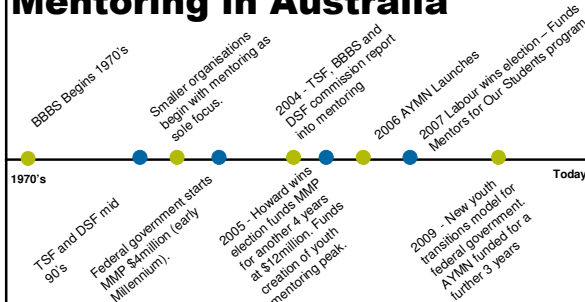 Mentoring in Australia
BBBS Begins 1970's
Smaller organisations
begin with mentoring as
sole focus.
2004 - TSF, BBBS and
DSF commission report
into mentoring
2006 AYMN Launches
2007 Labour wins election – Funds
Mentors for Our Students program
1970's
Today
TSF and DSF mid
90's
Federal government starts
MMP $4million (early
Millennium).
2005 - Howard wins
election funds MMP
for another 4 years
at $12million. Funds
creation of youth
mentoring peak.
2009 - New youth
transitions model for
federal government.
AYMN funded for a
further 3 years